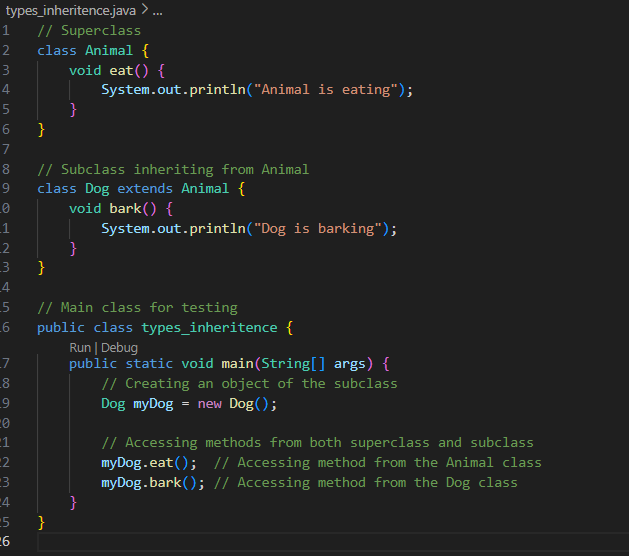 types_inheritence.java > ...
1 // Superclass
2 class Animal {
3     void eat() {
4         System.out.println("Animal is eating");
5     }
6 }
7
8 // Subclass inheriting from Animal
9 class Dog extends Animal {
0     void bark() {
1         System.out.println("Dog is barking");
2     }
3 }
4
5 // Main class for testing
6 public class types_inheritence {
Run | Debug
7     public static void main(String[] args) {
8         // Creating an object of the subclass
9         Dog myDog = new Dog();
0
1         // Accessing methods from both superclass and subclass
2         myDog.eat();  // Accessing method from the Animal class
3         myDog.bark(); // Accessing method from the Dog class
4     }
5 }
26